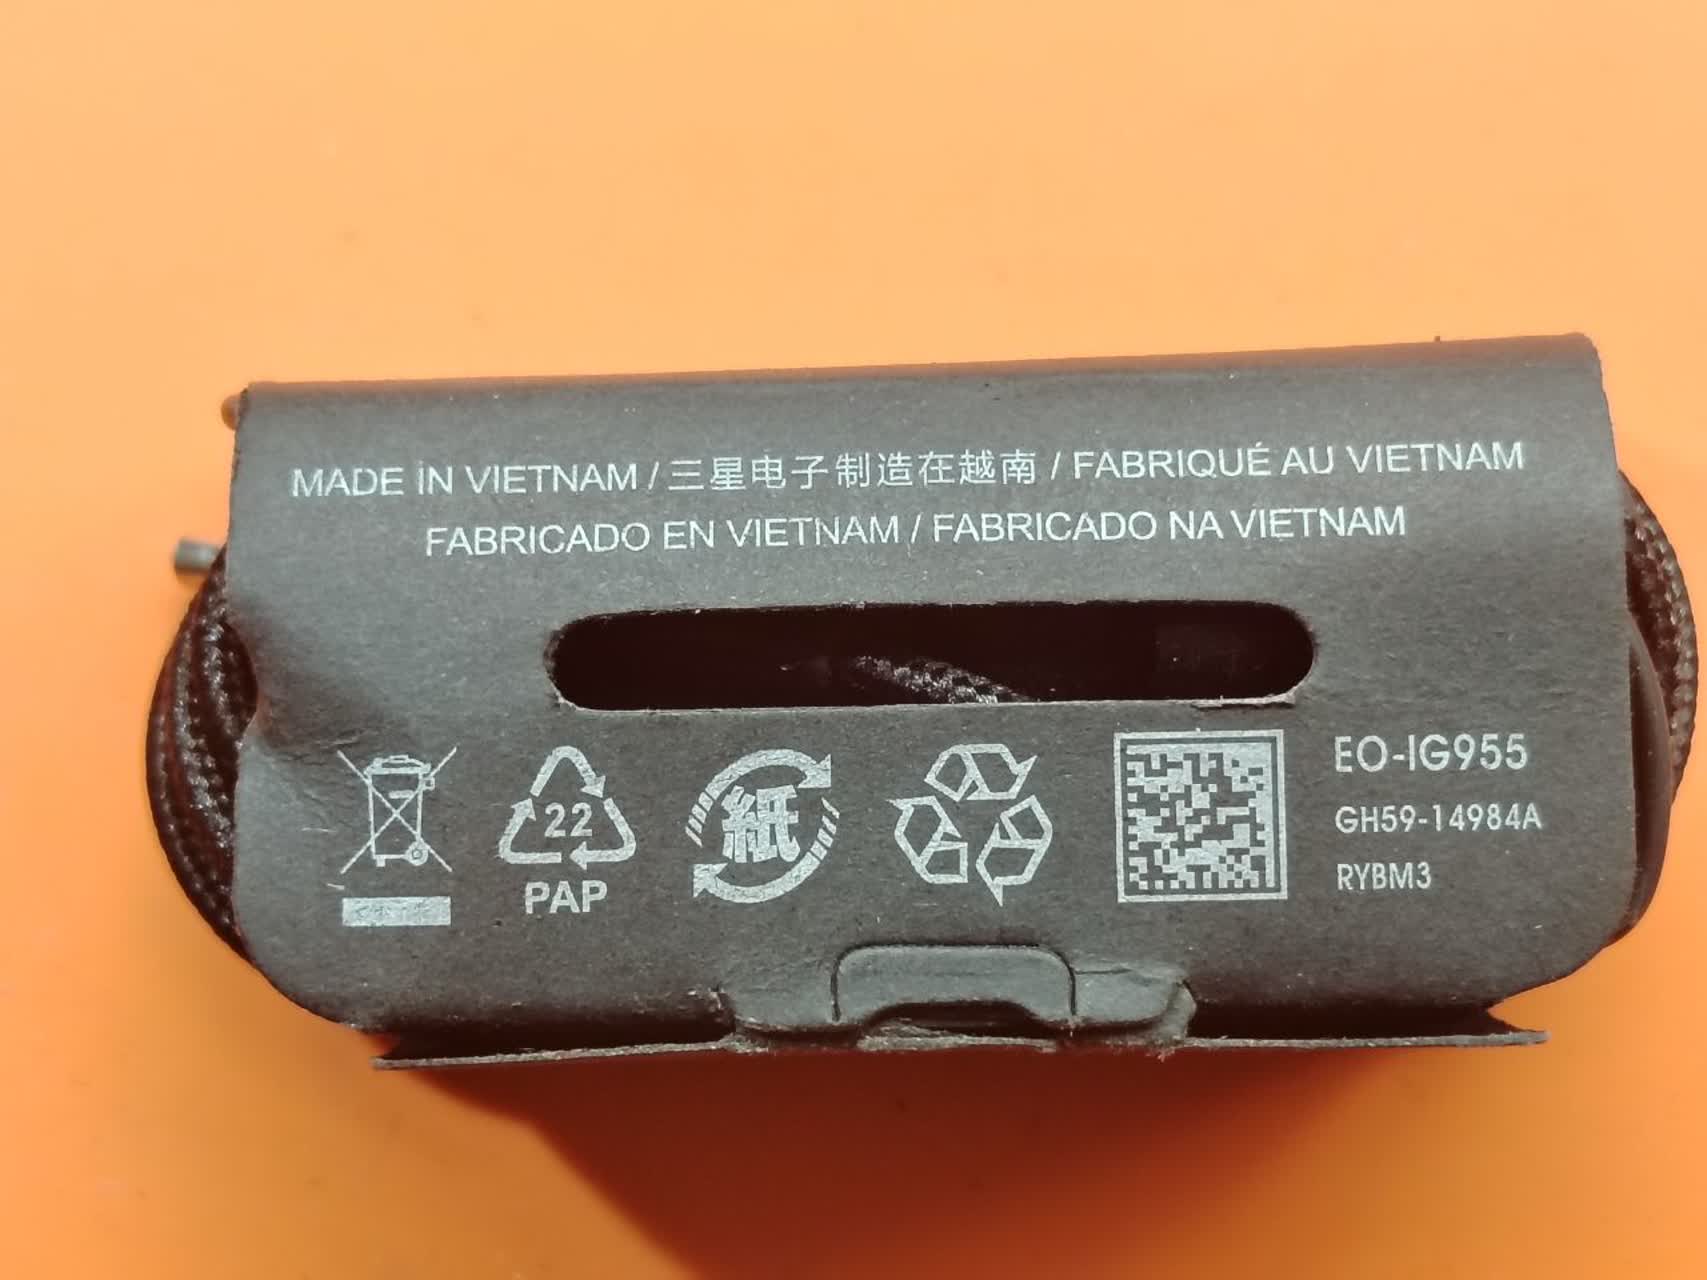 MADE IN VIETNAM / 三星电子制造在越南 / FABRIQUÉ AU VIETNAM
FABRICADO EN VIETNAM / FABRICADO NA VIETNAM
22
PAP
紙
EO-IG955
GH59-14984A
RYBM3